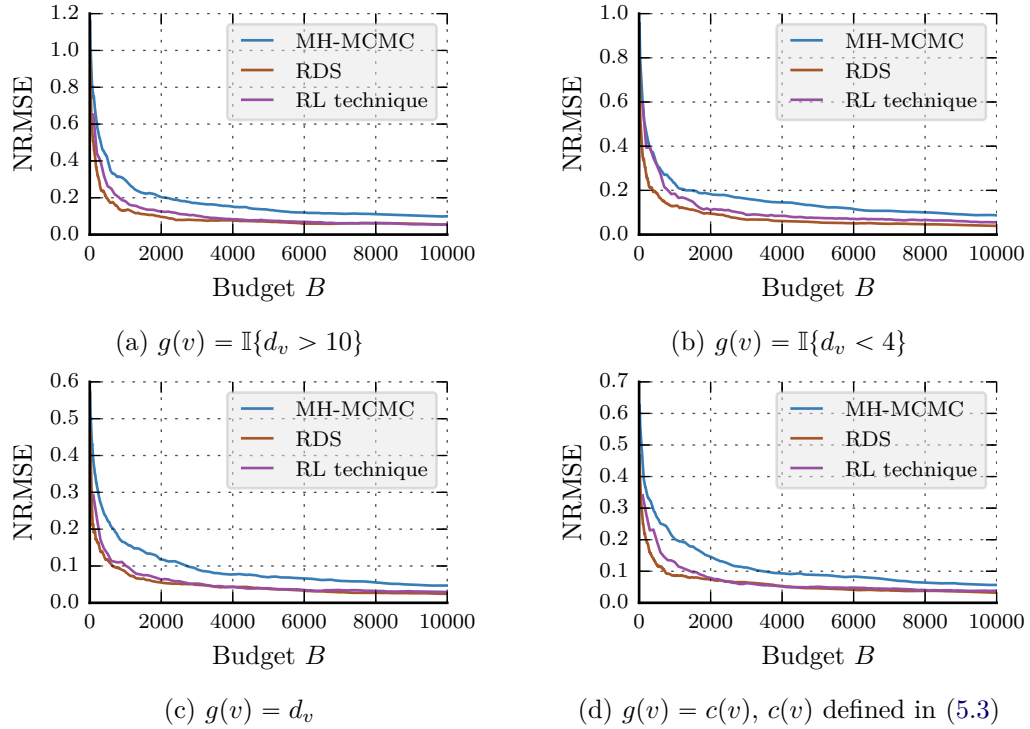 NRMSE
1.2
1.0
0.8
0.6
0.4
0.2
0.0
MH-MCMC
RDS
RL technique
0 2000 4000 6000 8000 10000
Budget B
(a) g(v) = 𝕀{d_v > 10}
NRMSE
1.0
0.8
0.6
0.4
0.2
0.0
MH-MCMC
RDS
RL technique
0 2000 4000 6000 8000 10000
Budget B
(b) g(v) = 𝕀{d_v < 4}
NRMSE
0.6
0.5
0.4
0.3
0.2
0.1
0.0
MH-MCMC
RDS
RL technique
0 2000 4000 6000 8000 10000
Budget B
(c) g(v) = d_v
NRMSE
0.7
0.6
0.5
0.4
0.3
0.2
0.1
0.0
MH-MCMC
RDS
RL technique
0 2000 4000 6000 8000 10000
Budget B
(d) g(v) = c(v), c(v) defined in (5.3)